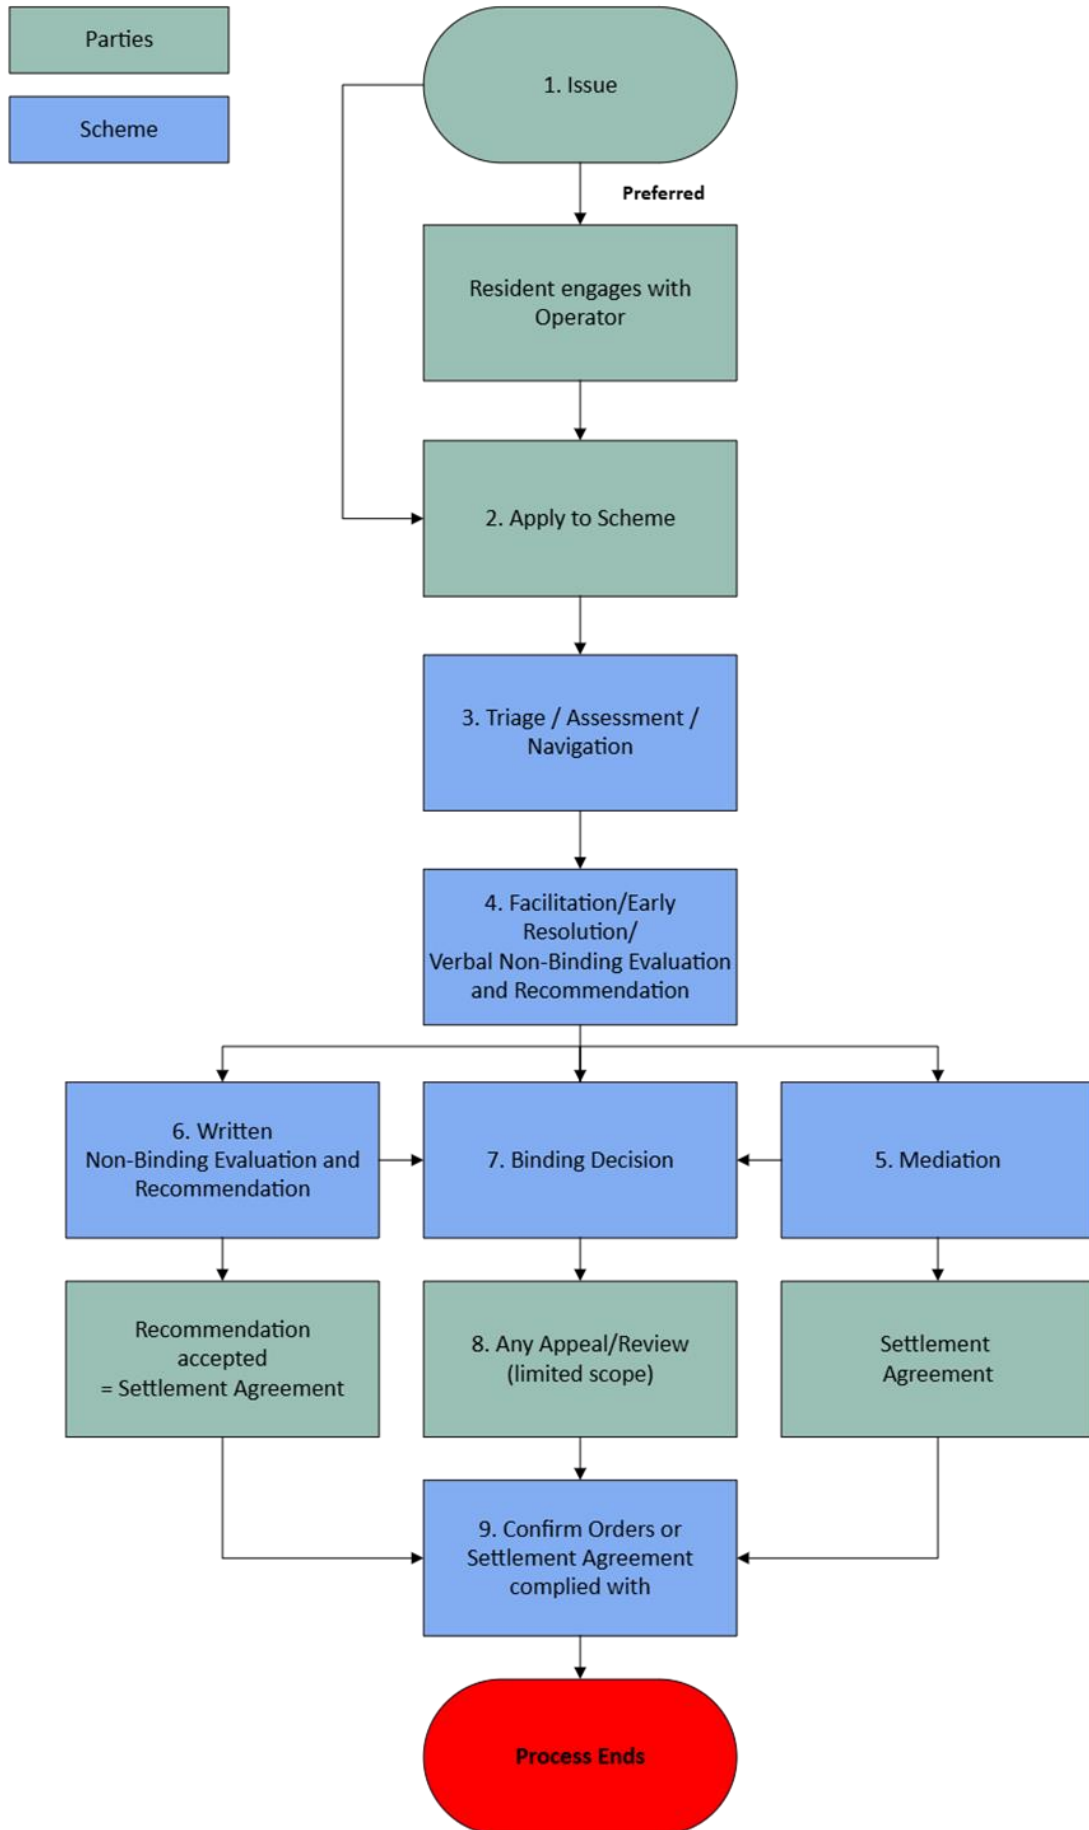 Parties
Scheme
1. Issue
Preferred
Resident engages with
Operator
2. Apply to Scheme
3. Triage / Assessment /
Navigation
4. Facilitation/Early
Resolution/
Verbal Non-Binding Evaluation
and Recommendation
6. Written
Non-Binding Evaluation and
Recommendation
7. Binding Decision
5. Mediation
Recommendation
accepted
= Settlement Agreement
8. Any Appeal/Review
(limited scope)
Settlement
Agreement
9. Confirm Orders or
Settlement Agreement
complied with
Process Ends